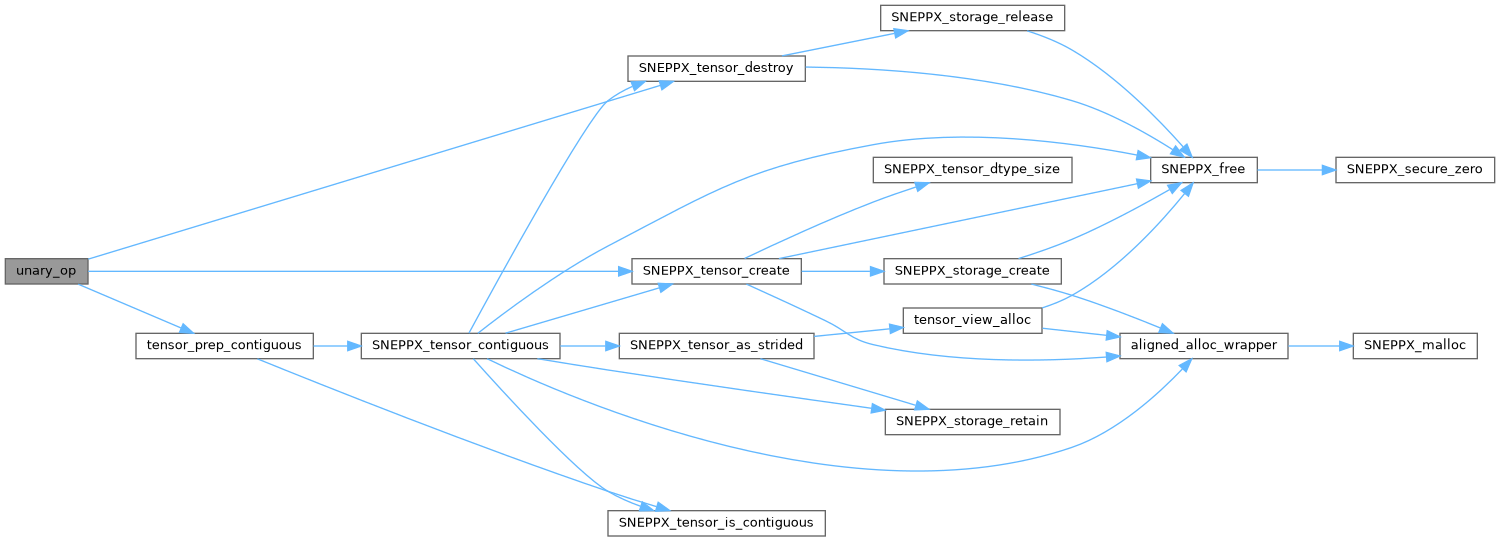 SNEPPX_storage_release
SNEPPX_tensor_destroy
SNEPPX_tensor_dtype_size
SNEPPX_free
SNEPPX_secure_zero
unary_op
SNEPPX_tensor_create
SNEPPX_storage_create
tensor_view_alloc
tensor_prep_contiguous
SNEPPX_tensor_contiguous
SNEPPX_tensor_as_strided
aligned_alloc_wrapper
SNEPPX_malloc
SNEPPX_storage_retain
SNEPPX_tensor_is_contiguous